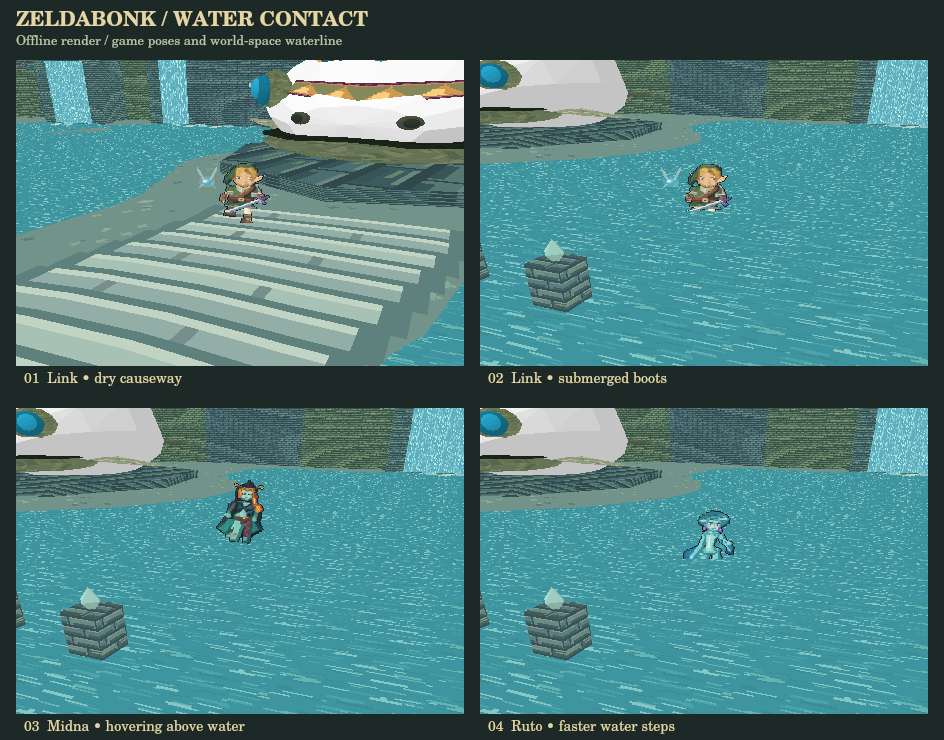 ZELDABONK / WATER CONTACT
Offline render / game poses and world-space waterline
01 Link • dry causeway
02 Link • submerged boots
03 Midna • hovering above water
04 Ruto • faster water steps